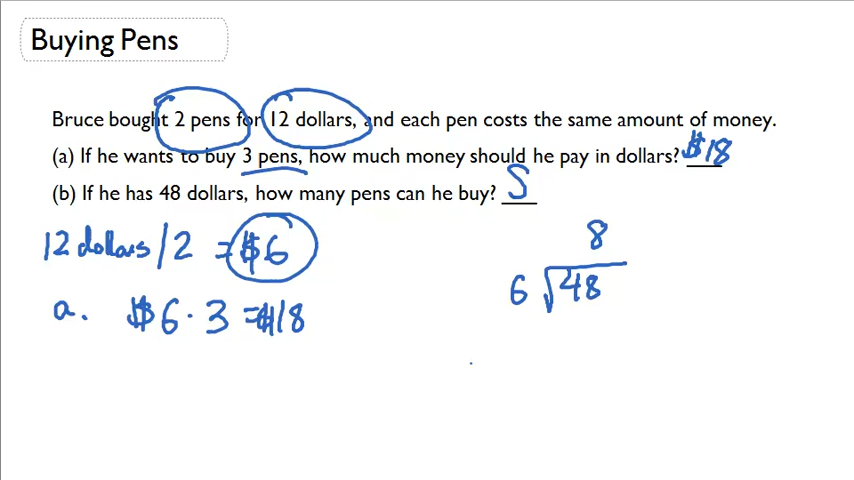 Buying Pens
Bruce bought 2 pens for 12 dollars, and each pen costs the same amount of money.
(a) If he wants to buy 3 pens, how much money should he pay in dollars? $18
(b) If he has 48 dollars, how many pens can he buy? S
12 dollars / 2 = $6
8
6 √48
a. $6 · 3 = $18